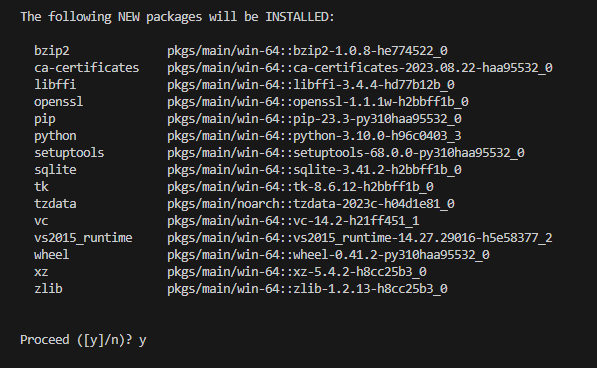 The following NEW packages will be INSTALLED:
bzip2 pkgs/main/win-64::bzip2-1.0.8-he774522_0
ca-certificates pkgs/main/win-64::ca-certificates-2023.08.22-haa95532_0
libffi pkgs/main/win-64::libffi-3.4.4-hd77b12b_0
openssl pkgs/main/win-64::openssl-1.1.1w-h2bbff1b_0
pip pkgs/main/win-64::pip-23.3-py310haa95532_0
python pkgs/main/win-64::python-3.10.0-h96c0403_3
setuptools pkgs/main/win-64::setuptools-68.0.0-py310haa95532_0
sqlite pkgs/main/win-64::sqlite-3.41.2-h2bbff1b_0
tk pkgs/main/win-64::tk-8.6.12-h2bbff1b_0
tzdata pkgs/main/noarch::tzdata-2023c-h04d1e81_0
vc pkgs/main/win-64::vc-14.2-h21ff451_1
vs2015_runtime pkgs/main/win-64::vs2015_runtime-14.27.29016-h5e58377_2
wheel pkgs/main/win-64::wheel-0.41.2-py310haa95532_0
xz pkgs/main/win-64::xz-5.4.2-h8cc25b3_0
zlib pkgs/main/win-64::zlib-1.2.13-h8cc25b3_0
Proceed ([y]/n)? y